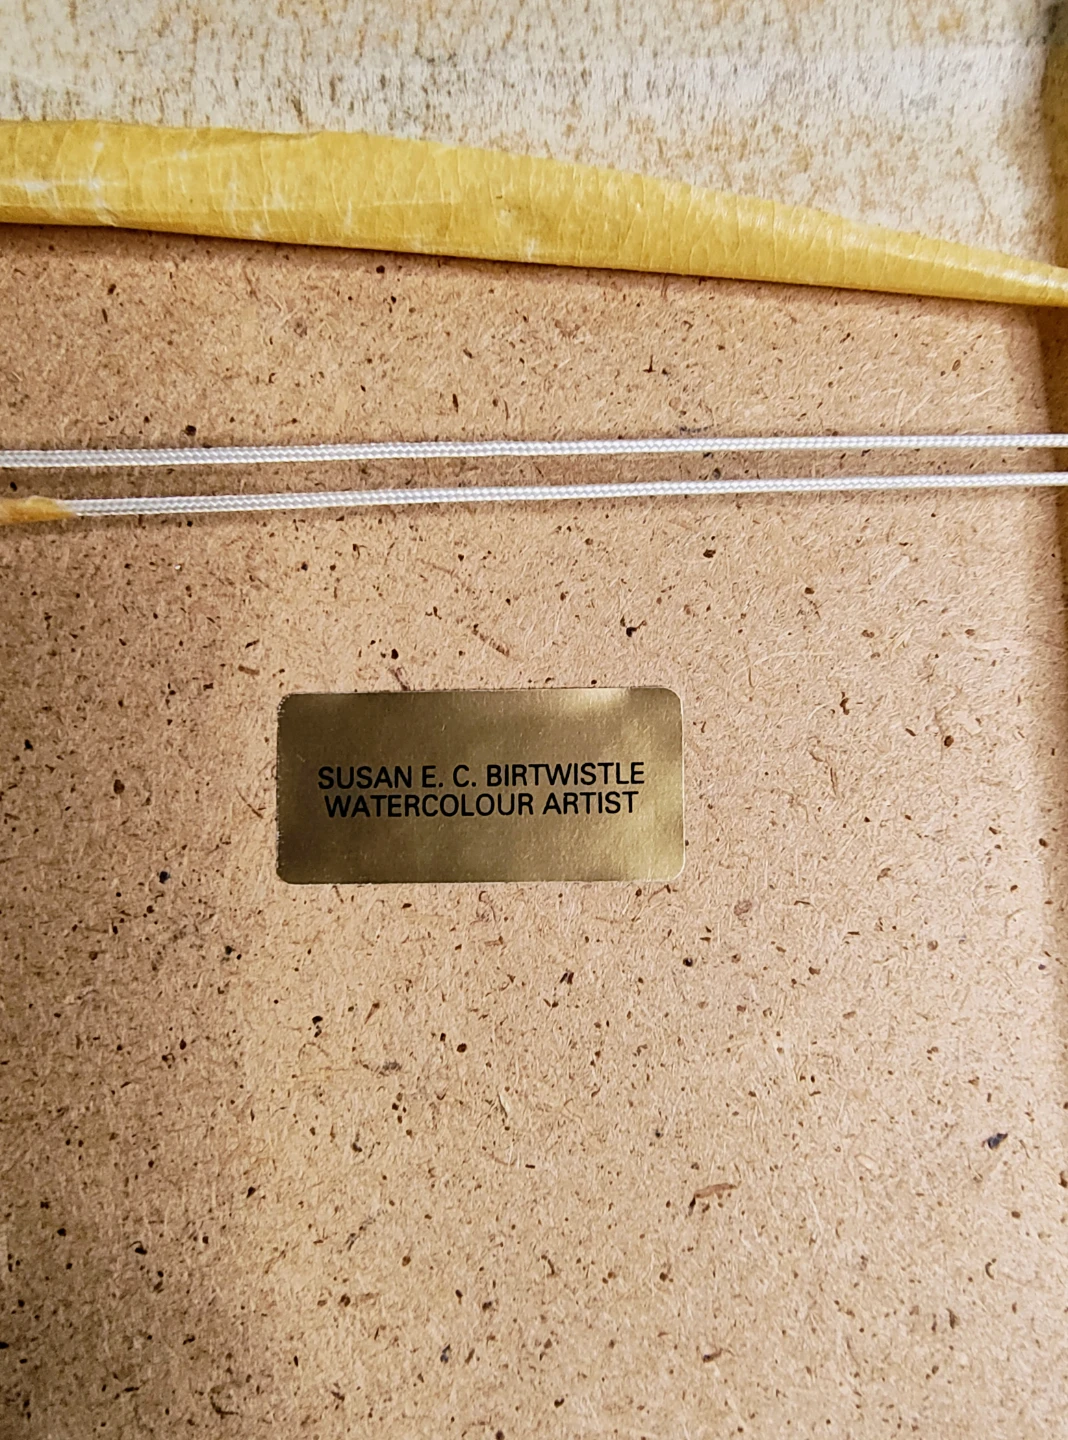 SUSAN E. C. BIRTWISTLE
WATERCOLOUR ARTIST